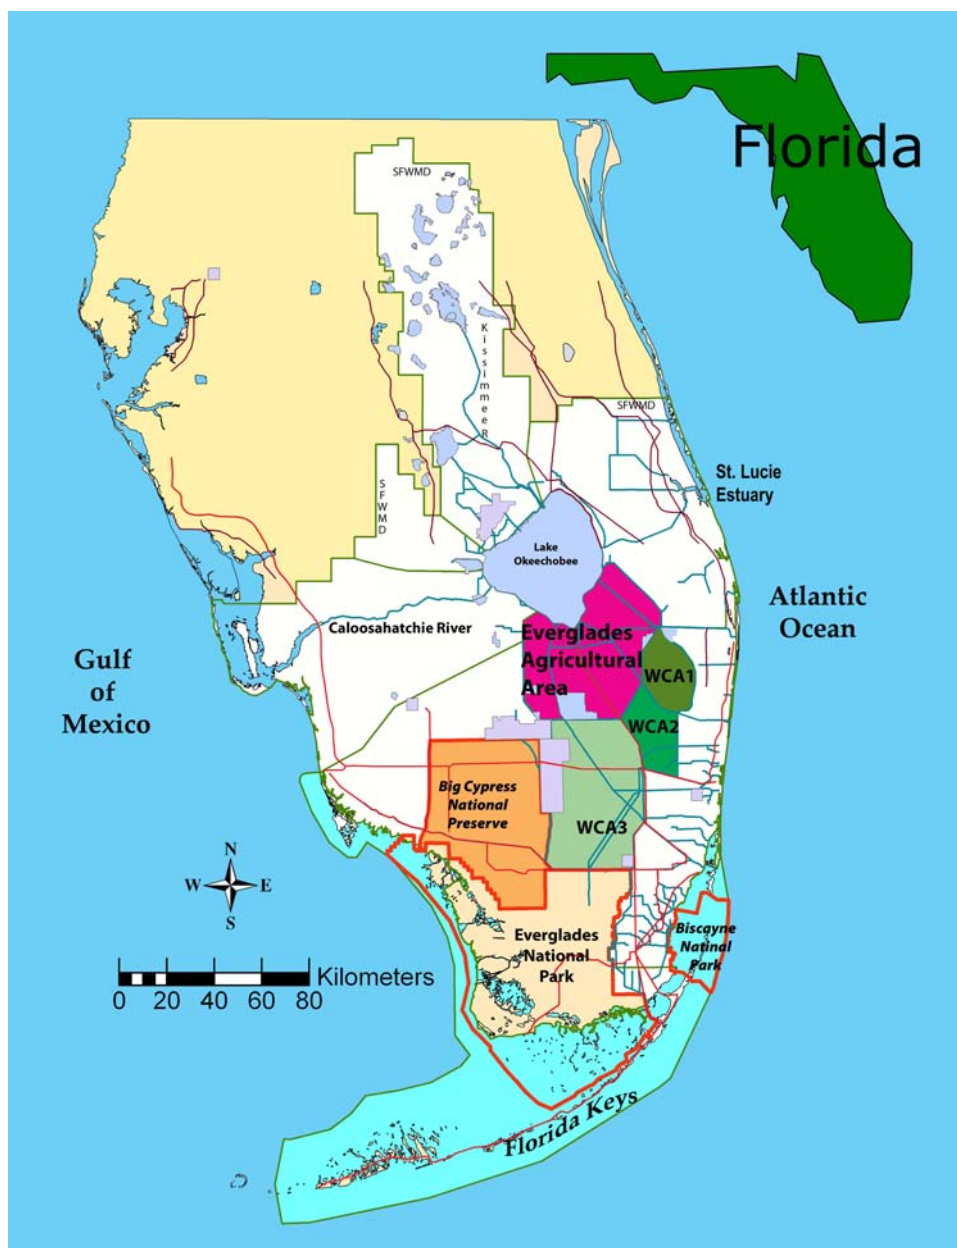 Florida
SFWMD
Kissimmee R
SFWMD
St. Lucie
Estuary
SFWMD
Lake
Okeechobee
Atlantic
Ocean
Caloosahatchie River
Everglades
Agricultural
Area
WCA1
Gulf
of
Mexico
WCA2
Big Cypress
National
Preserve
WCA3
N
W
E
S
Everglades
National
Park
Biscayne
Natinal
Park
Kilometers
0 20 40 60 80
Florida Keys